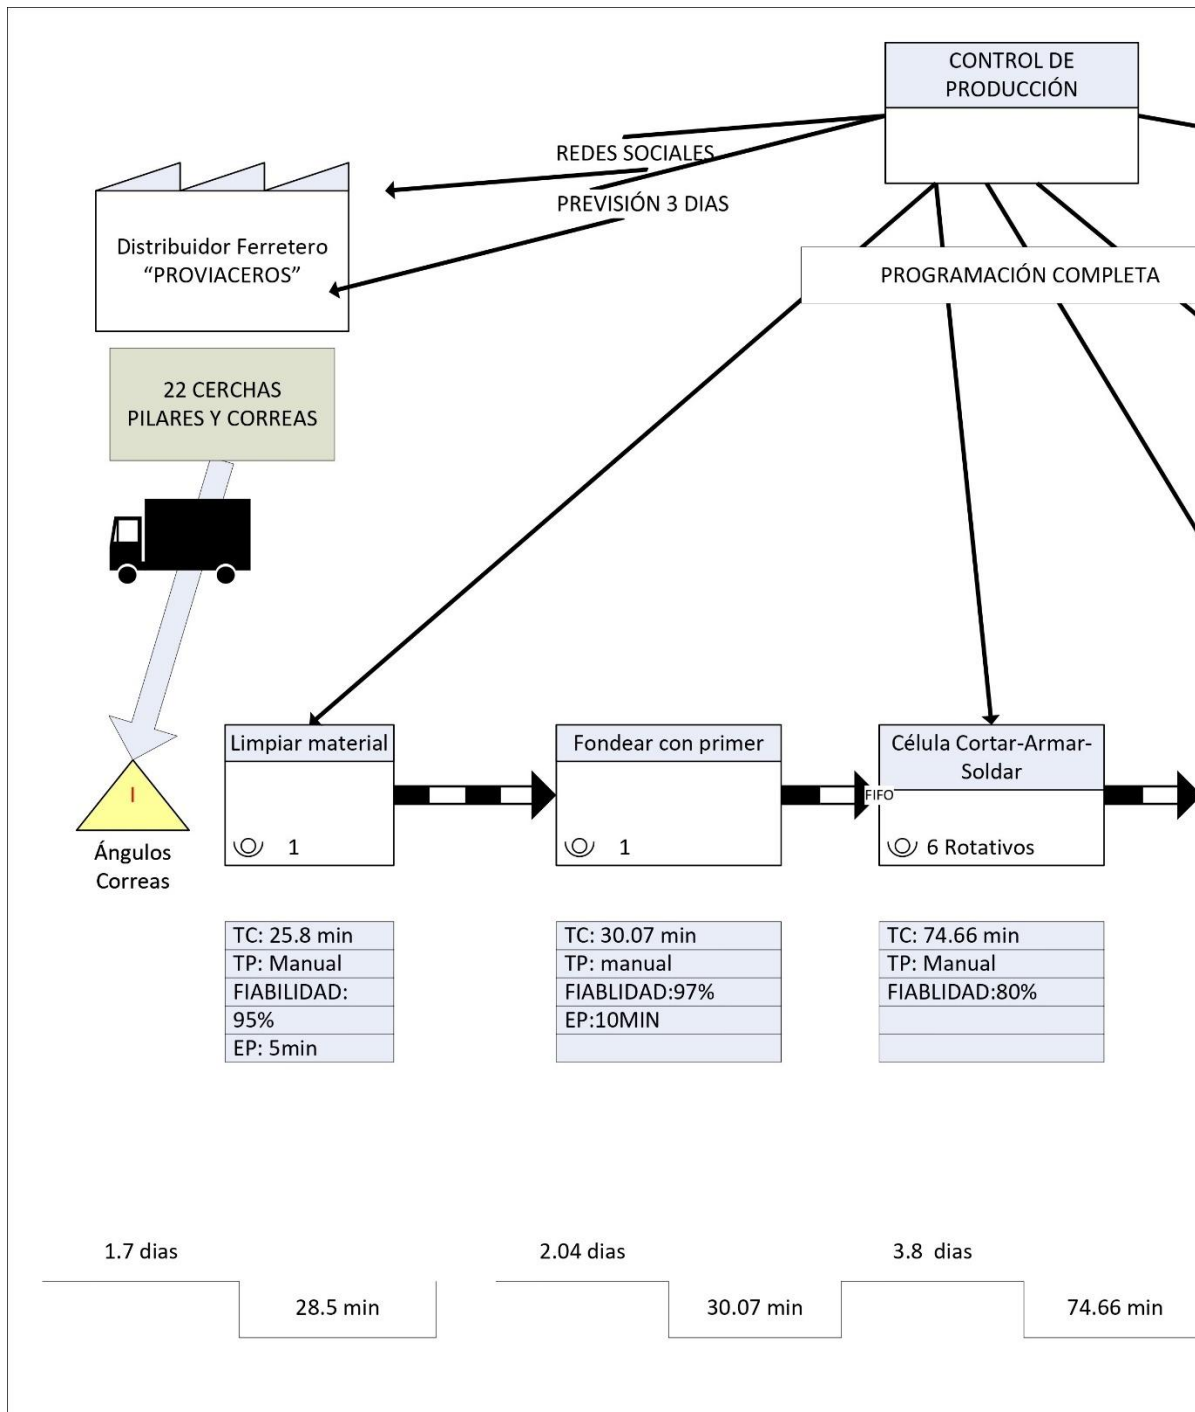 CONTROL DE
PRODUCCIÓN
REDES SOCIALES
PREVISIÓN 3 DIAS
Distribuidor Ferretero
“PROVIACEROS”
PROGRAMACIÓN COMPLETA
22 CERCHAS
PILARES Y CORREAS
I
Ángulos
Correas
Limpiar material
1
Fondear con primer
1
FIFO
Célula Cortar-Armar-
Soldar
6 Rotativos
TC: 25.8 min
TP: Manual
FIABILIDAD:
95%
EP: 5min
TC: 30.07 min
TP: manual
FIABLIDAD:97%
EP:10MIN
TC: 74.66 min
TP: Manual
FIABLIDAD:80%
1.7 dias
28.5 min
2.04 dias
30.07 min
3.8 dias
74.66 min